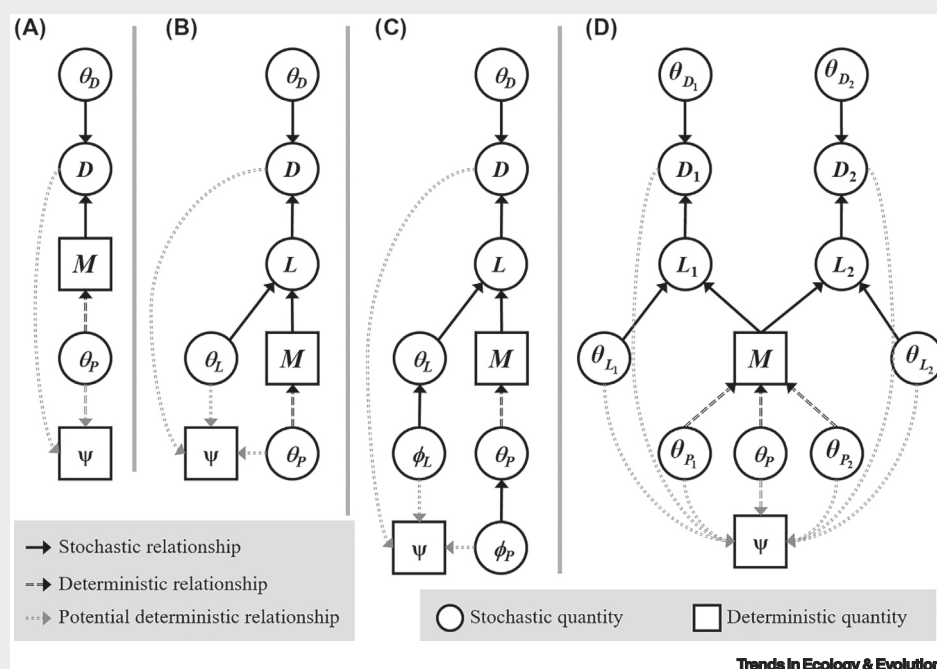 (A) (B) (C) (D)
θD θD θD θD1 θD2
D D D D1 D2
M L L L1 L2
θP θL M θL M θL1 M θL2
ψ ψ θP ϕL θP θP1 θP θP2
ψ ϕP ψ
Stochastic relationship
Deterministic relationship
Potential deterministic relationship
Stochastic quantity Deterministic quantity
Trends in Ecology & Evolution